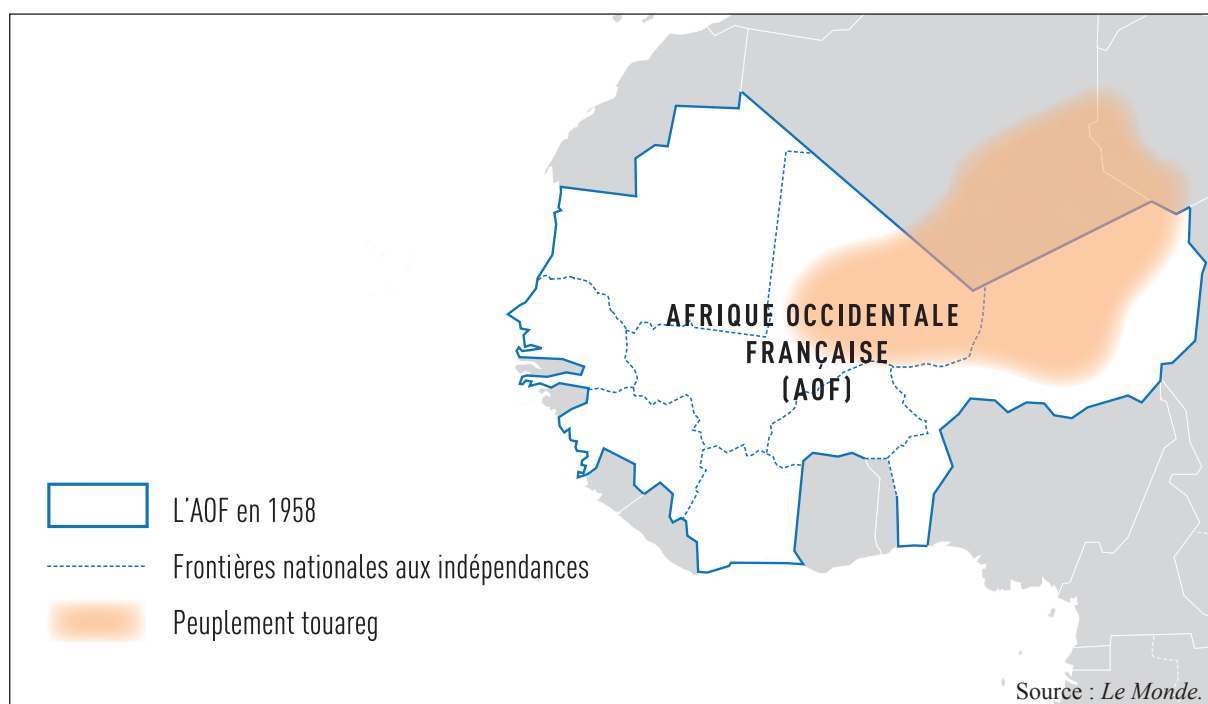 AFRIQUE OCCIDENTALE
FRANÇAISE
(AOF)
L'AOF en 1958
Frontières nationales aux indépendances
Peuplement touareg
Source : Le Monde.